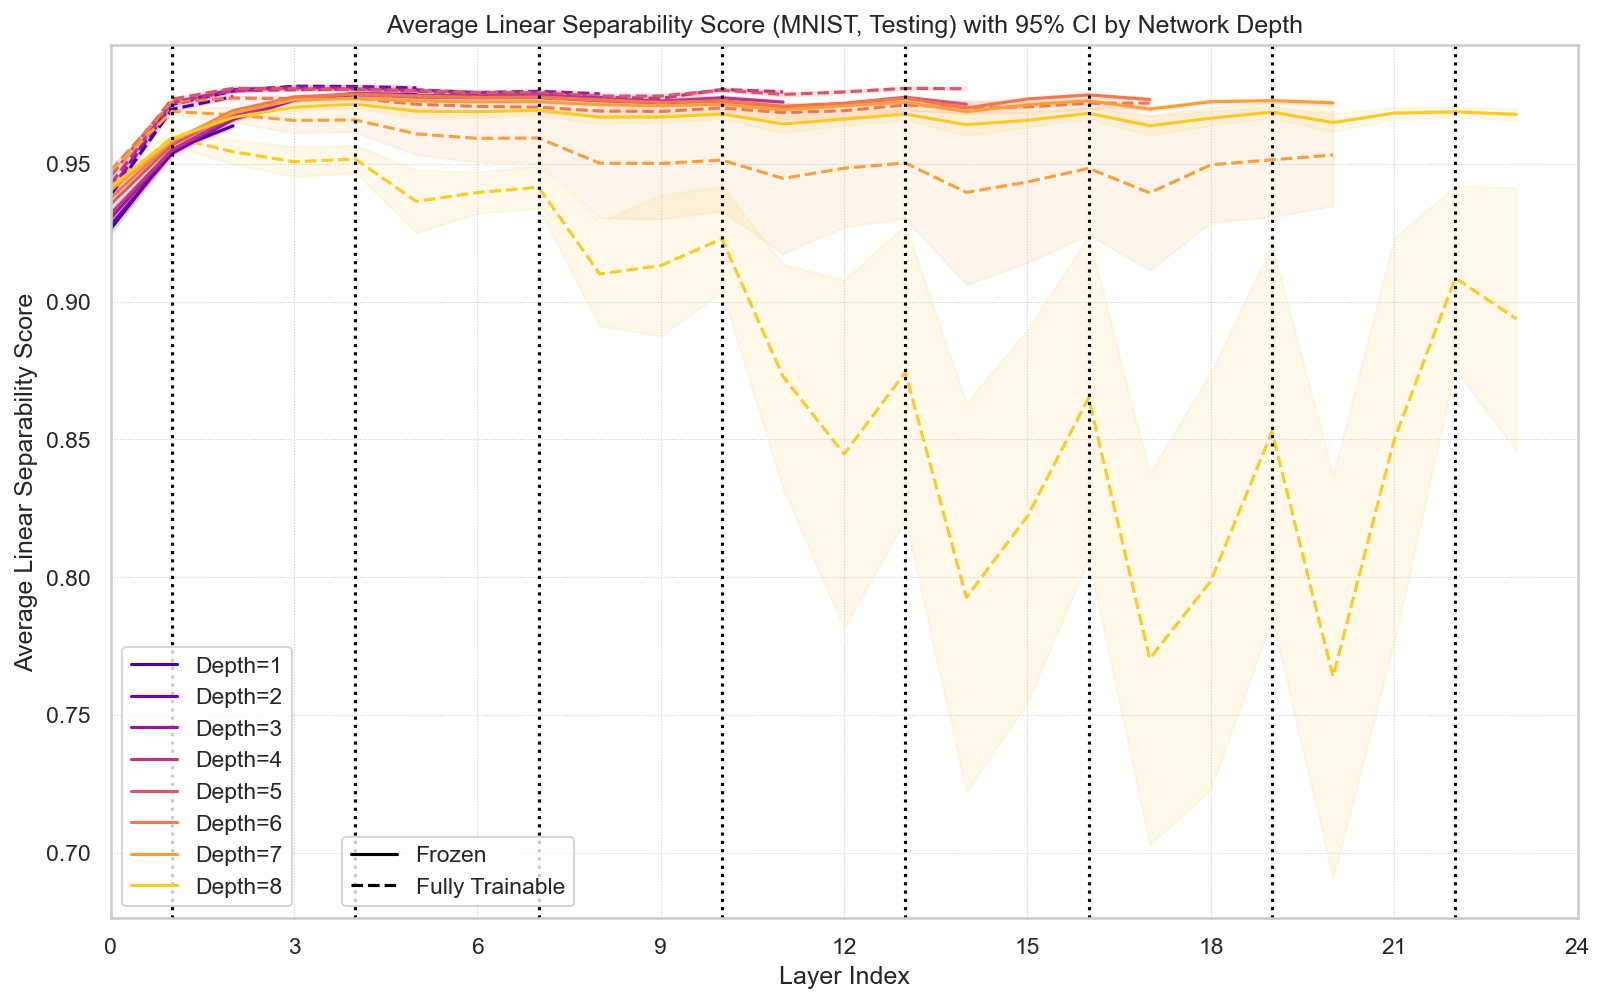 Average Linear Separability Score (MNIST, Testing) with 95% CI by Network Depth
Average Linear Separability Score
0.95
0.90
0.85
0.80
0.75
0.70
Depth=1
Depth=2
Depth=3
Depth=4
Depth=5
Depth=6
Depth=7
Depth=8
Frozen
Fully Trainable
0 3 6 9 12 15 18 21 24
Layer Index